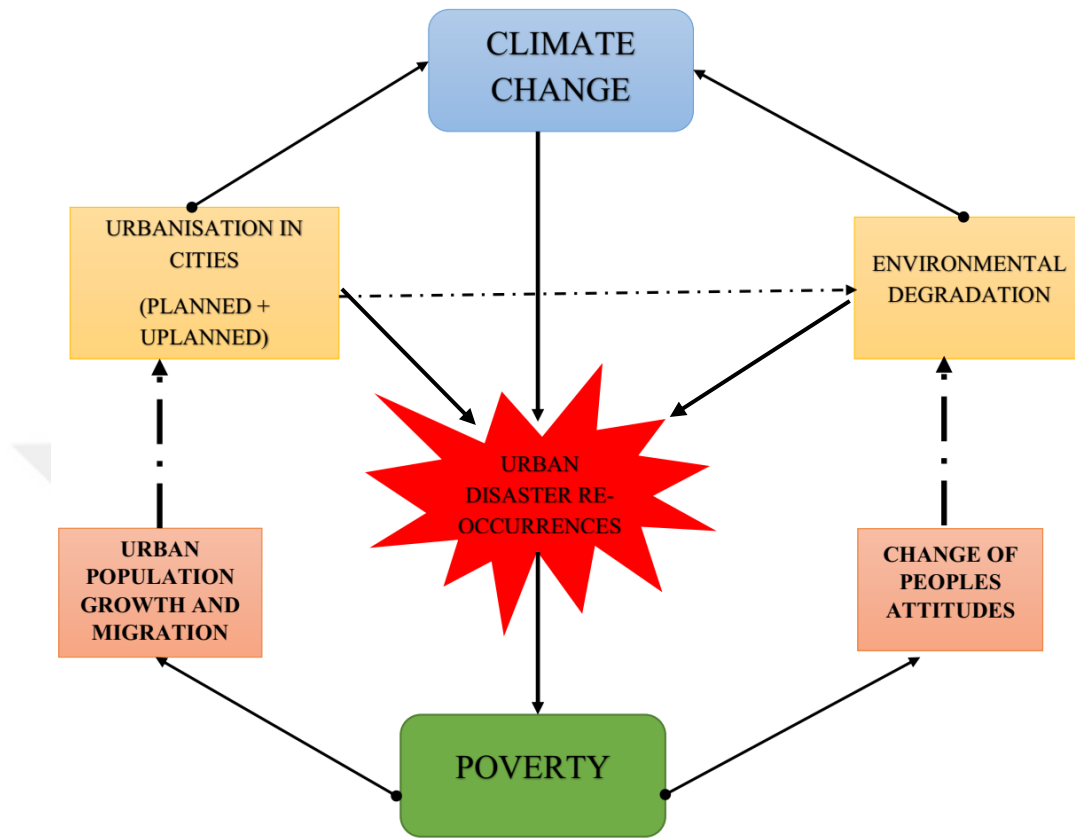 CLIMATE
CHANGE
URBANISATION IN
CITIES
(PLANNED +
UPLANNED)
ENVIRONMENTAL
DEGRADATION
URBAN
DISASTER RE-
OCCURRENCES
URBAN
POPULATION
GROWTH AND
MIGRATION
CHANGE OF
PEOPLES
ATTITUDES
POVERTY